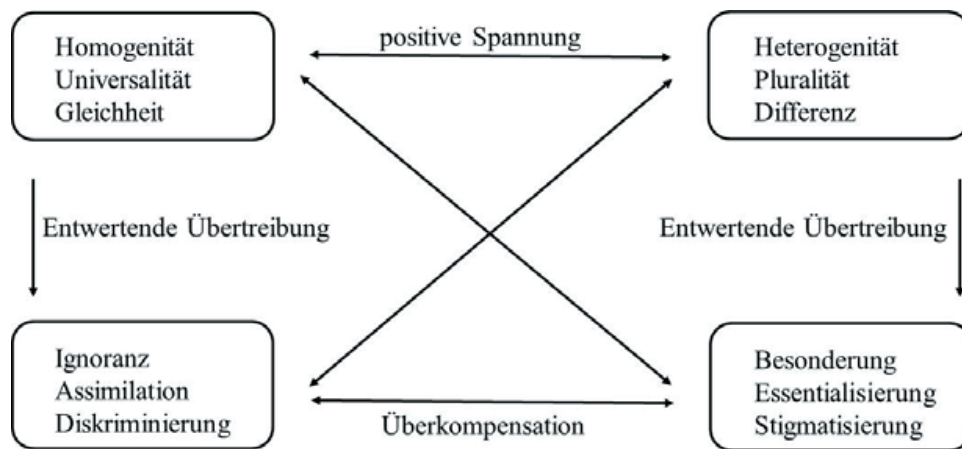 Homogenität
Universalität
Gleichheit
positive Spannung
Heterogenität
Pluralität
Differenz
Entwertende Übertreibung
Entwertende Übertreibung
Ignoranz
Assimilation
Diskriminierung
Überkompensation
Besonderung
Essentialisierung
Stigmatisierung